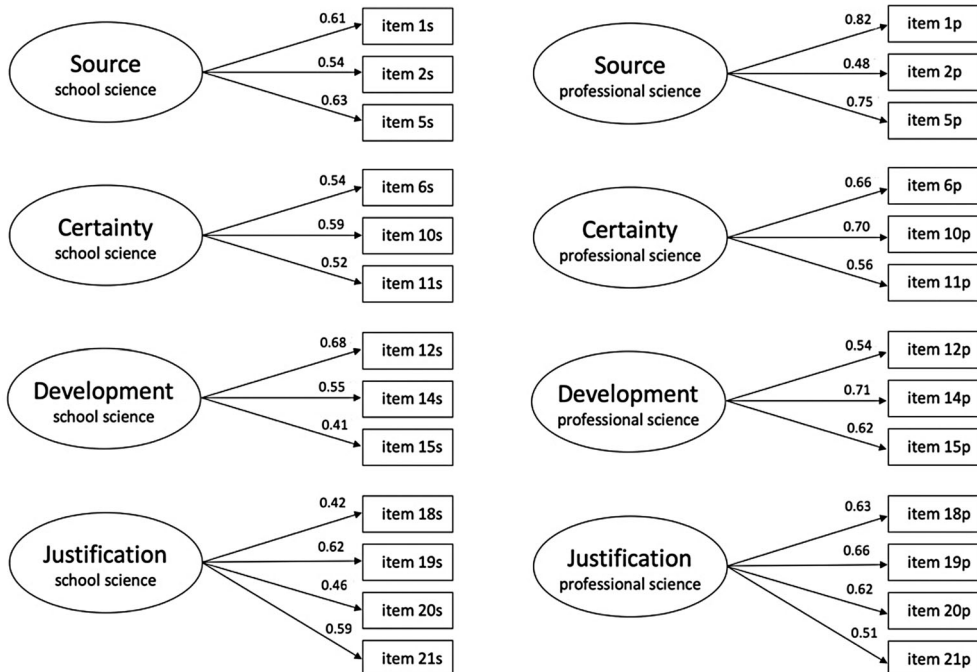 Source
school science
0.61
item 1s
0.54
item 2s
0.63
item 5s
Source
professional science
0.82
item 1p
0.48
item 2p
0.75
item 5p
Certainty
school science
0.54
item 6s
0.59
item 10s
0.52
item 11s
Certainty
professional science
0.66
item 6p
0.70
item 10p
0.56
item 11p
Development
school science
0.68
item 12s
0.55
item 14s
0.41
item 15s
Development
professional science
0.54
item 12p
0.71
item 14p
0.62
item 15p
Justification
school science
0.42
item 18s
0.62
item 19s
0.46
item 20s
0.59
item 21s
Justification
professional science
0.63
item 18p
0.66
item 19p
0.62
item 20p
0.51
item 21p